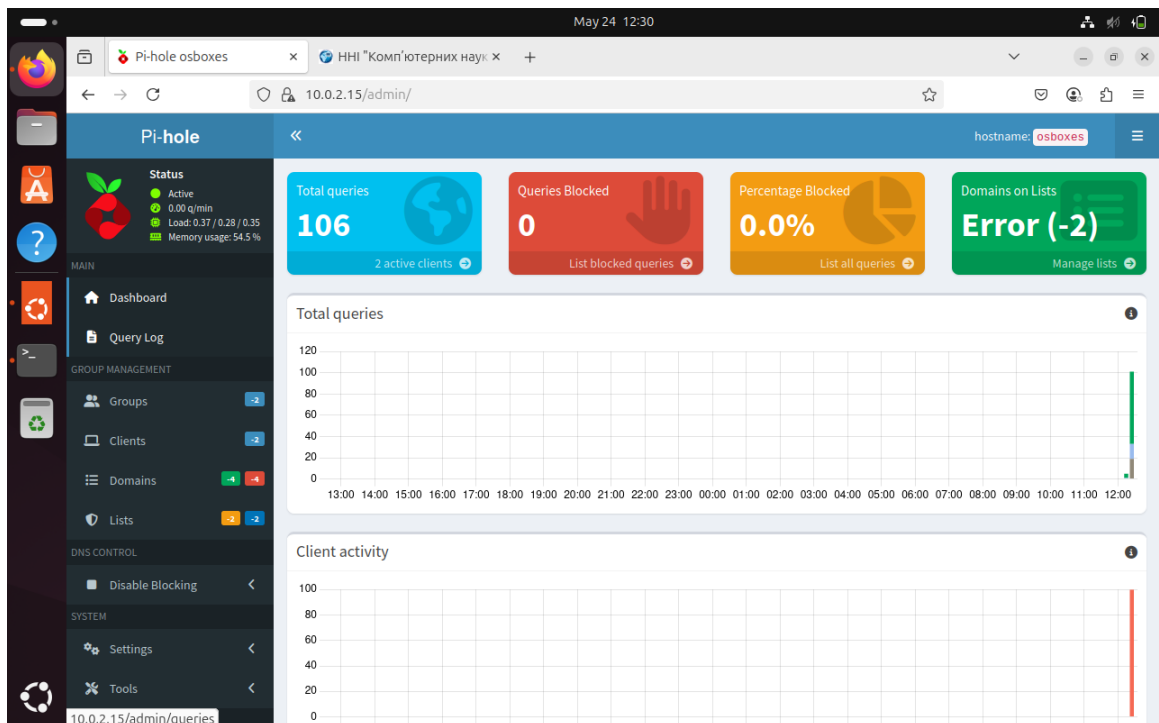 May 24 12:30
Pi-hole osboxes
ННІ "Комп'ютерних наук
10.0.2.15/admin/
Pi-hole
hostname: osboxes
Status
Active
0.00 q/min
Load: 0.37 / 0.28 / 0.35
Memory usage: 54.5 %
Total queries
106
2 active clients
Queries Blocked
0
List blocked queries
Percentage Blocked
0.0%
List all queries
Domains on Lists
Error (-2)
Manage lists
MAIN
Dashboard
Query Log
GROUP MANAGEMENT
Groups -2
Clients -2
Domains -4 -4
Lists -2 -2
DNS CONTROL
Disable Blocking
SYSTEM
Settings
Tools
10.0.2.15/admin/queries
Total queries
120
100
80
60
40
20
0
13:00 14:00 15:00 16:00 17:00 18:00 19:00 20:00 21:00 22:00 23:00 00:00 01:00 02:00 03:00 04:00 05:00 06:00 07:00 08:00 09:00 10:00 11:00 12:00
Client activity
100
80
60
40
20
0